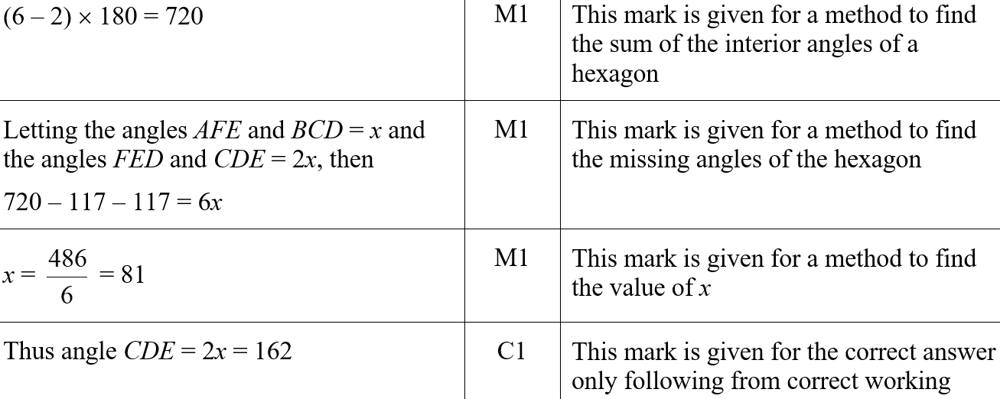 (6 – 2) × 180 = 720
M1
This mark is given for a method to find
the sum of the interior angles of a
hexagon
Letting the angles AFE and BCD = x and
the angles FED and CDE = 2x, then
720 – 117 – 117 = 6x
M1
This mark is given for a method to find
the missing angles of the hexagon
x = 486/6 = 81
M1
This mark is given for a method to find
the value of x
Thus angle CDE = 2x = 162
C1
This mark is given for the correct answer
only following from correct working